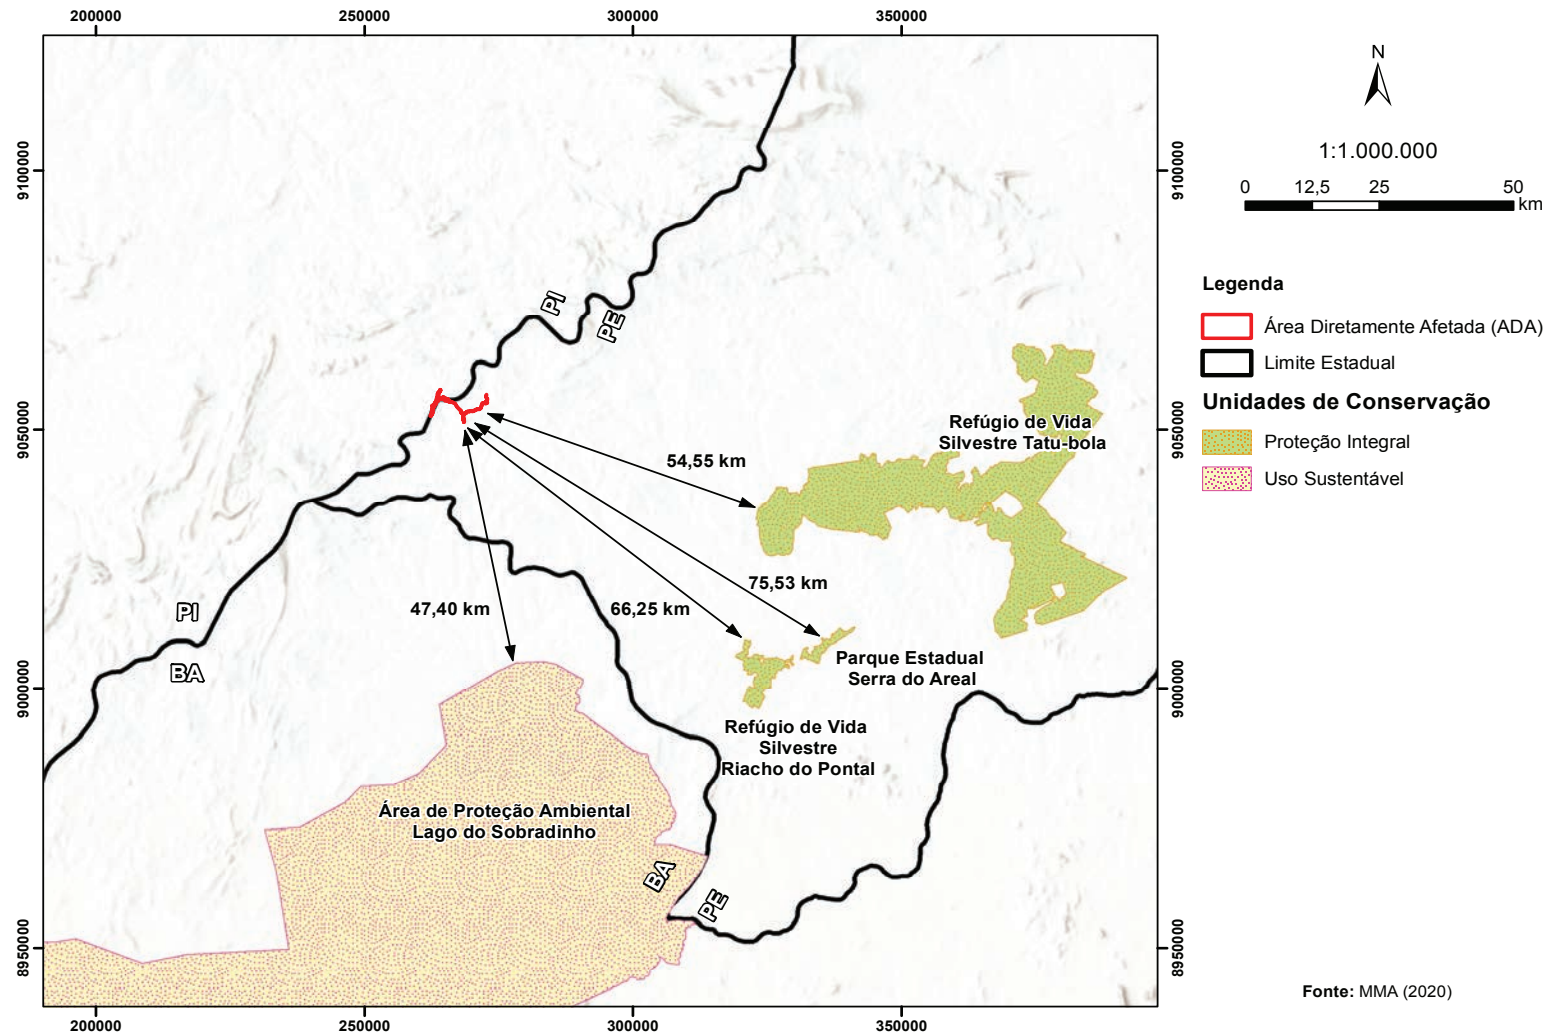 200000
250000
300000
350000
9100000
9050000
9000000
8950000
9100000
9050000
9000000
8950000
PI
PE
Refúgio de Vida
Silvestre Tatu-bola
54,55 km
75,53 km
47,40 km
66,25 km
PI
BA
Parque Estadual
Serra do Areal
Refúgio de Vida
Silvestre
Riacho do Pontal
Área de Proteção Ambiental
Lago do Sobradinho
BA
PE
200000
250000
300000
350000
N
1:1.000.000
0 12,5 25 50
km
Legenda
Área Diretamente Afetada (ADA)
Limite Estadual
Unidades de Conservação
Proteção Integral
Uso Sustentável
Fonte: MMA (2020)